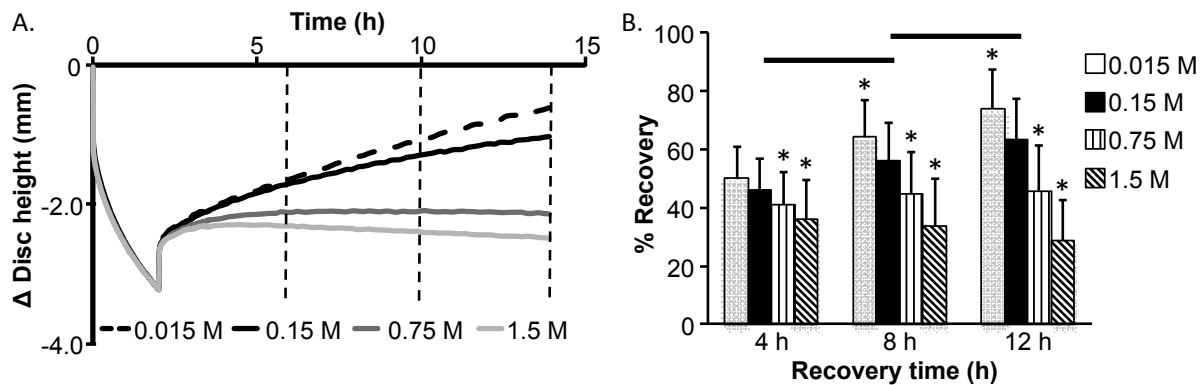 A.
Time (h)
0 5 10 15
0
-2.0
-4.0
Δ Disc height (mm)
0.015 M 0.15 M 0.75 M 1.5 M
B.
100
80
60
40
20
0
% Recovery
* * *
* * *
* * *
4 h 8 h 12 h
Recovery time (h)
0.015 M
0.15 M
0.75 M
1.5 M